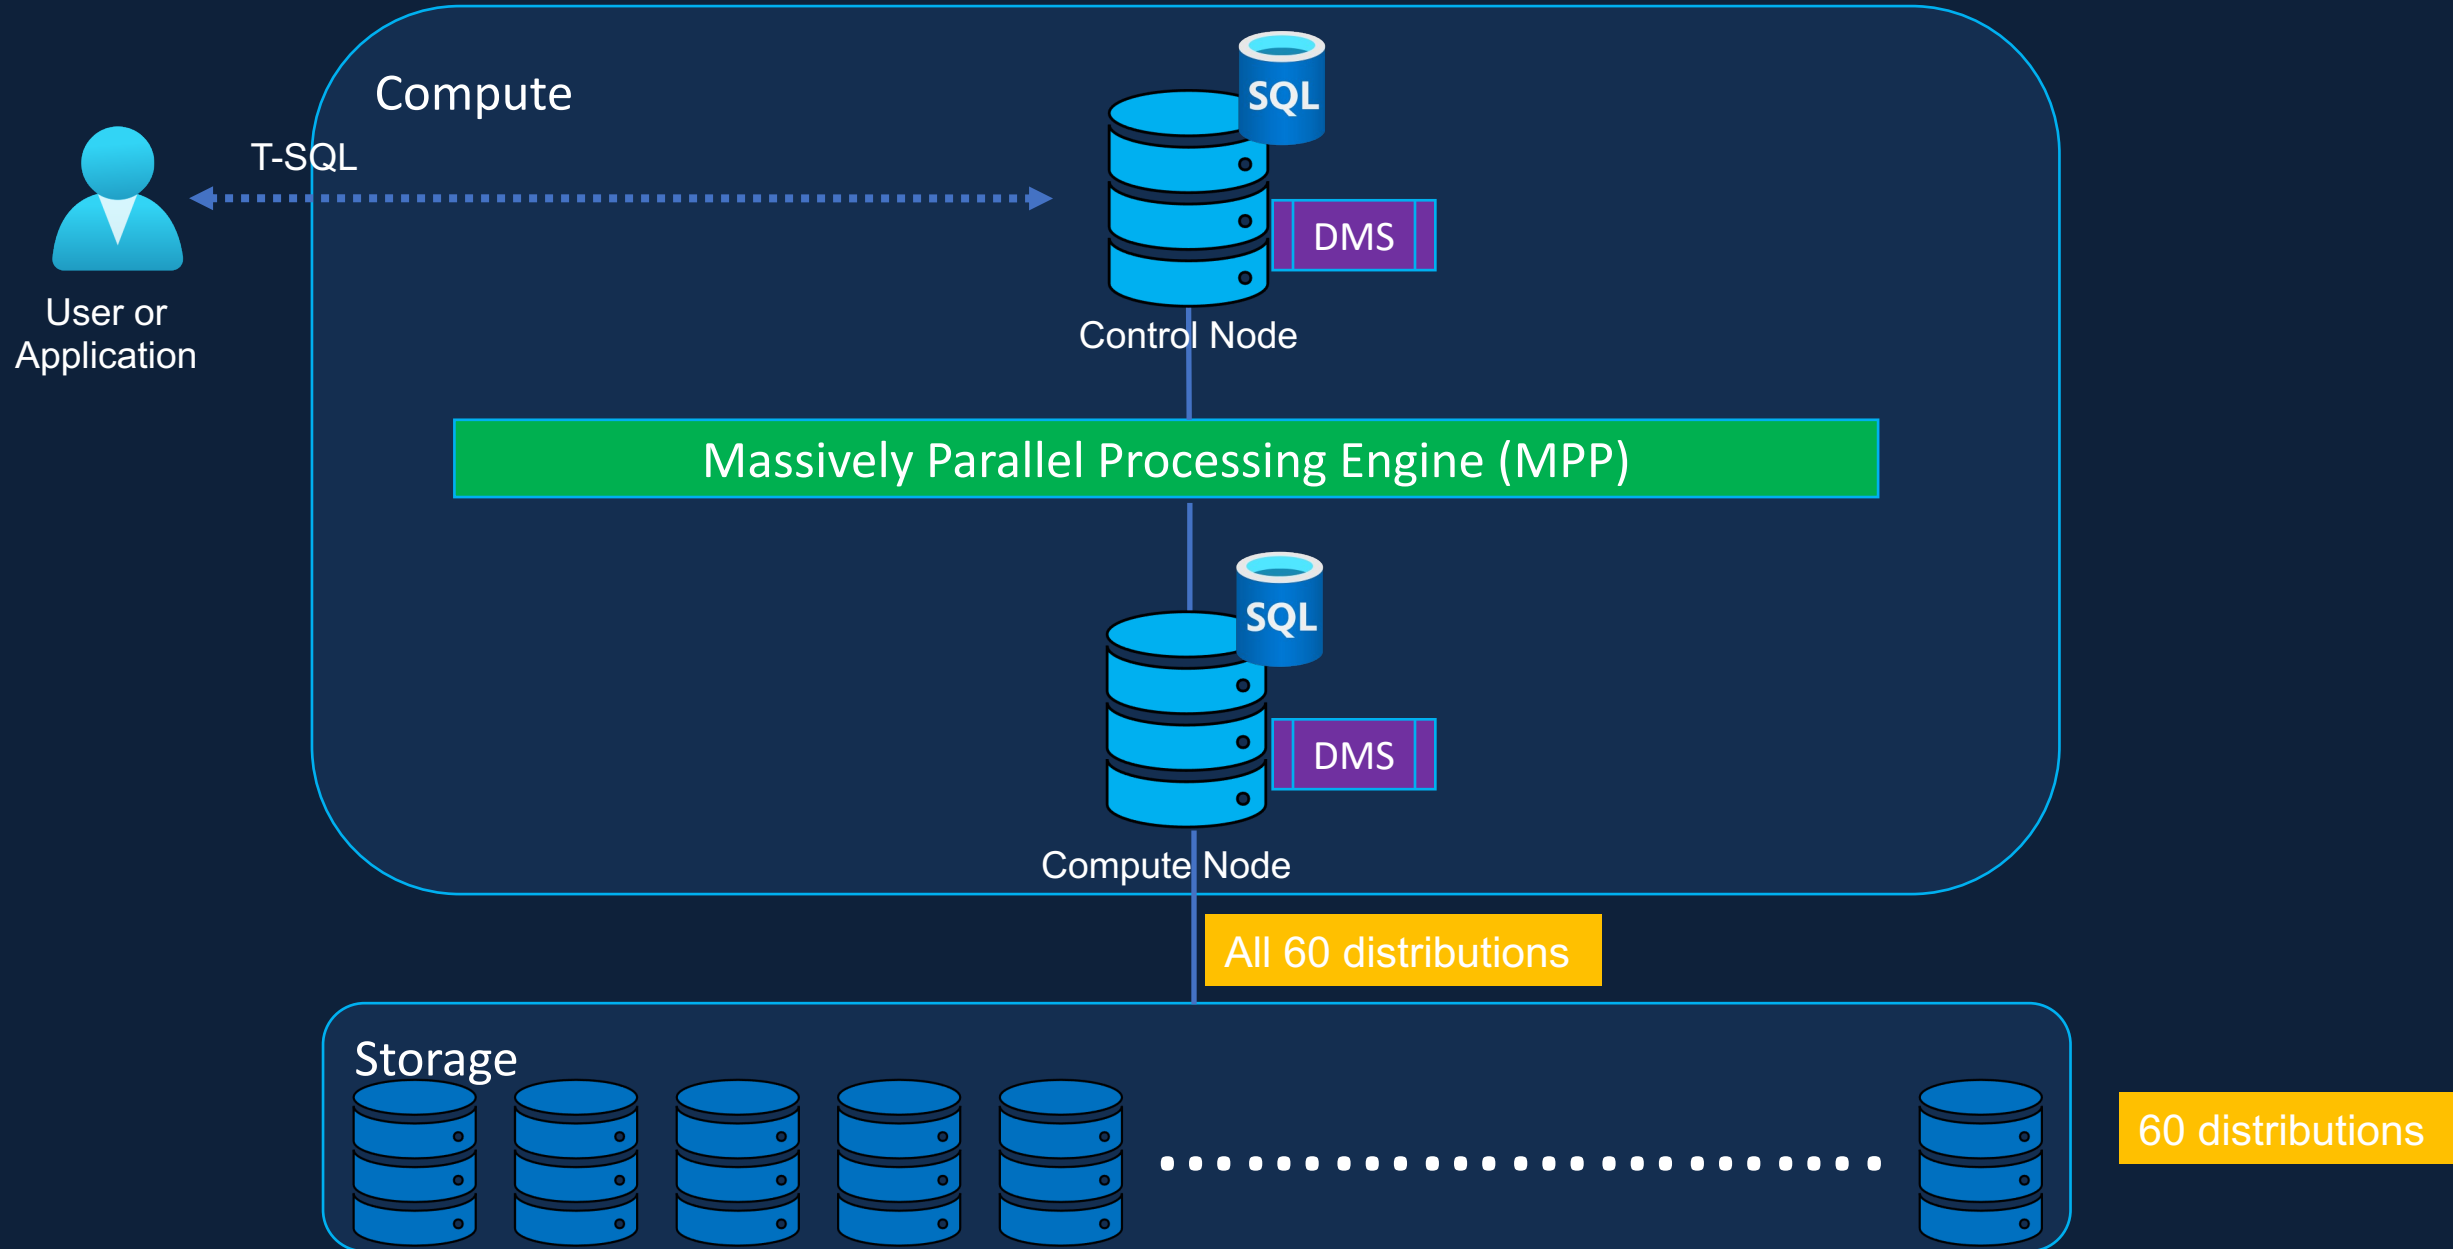 Compute
SQL
T-SQL
DMS
User or
Application
Control Node
Massively Parallel Processing Engine (MPP)
SQL
DMS
Compute Node
All 60 distributions
Storage
60 distributions